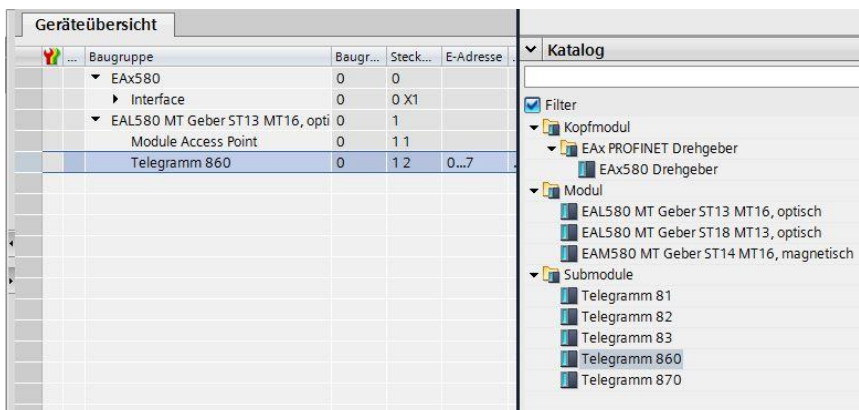 Geräteübersicht
... Baugruppe Baugr... Steck... E-Adresse
EAx580 0 0
Interface 0 0 X1
EAL580 MT Geber ST13 MT16, opti 0 1
Module Access Point 0 1 1
Telegramm 860 0 1 2 0...7
Katalog
Filter
Kopfmodul
EAx PROFINET Drehgeber
EAx580 Drehgeber
Modul
EAL580 MT Geber ST13 MT16, optisch
EAL580 MT Geber ST18 MT13, optisch
EAM580 MT Geber ST14 MT16, magnetisch
Submodule
Telegramm 81
Telegramm 82
Telegramm 83
Telegramm 860
Telegramm 870